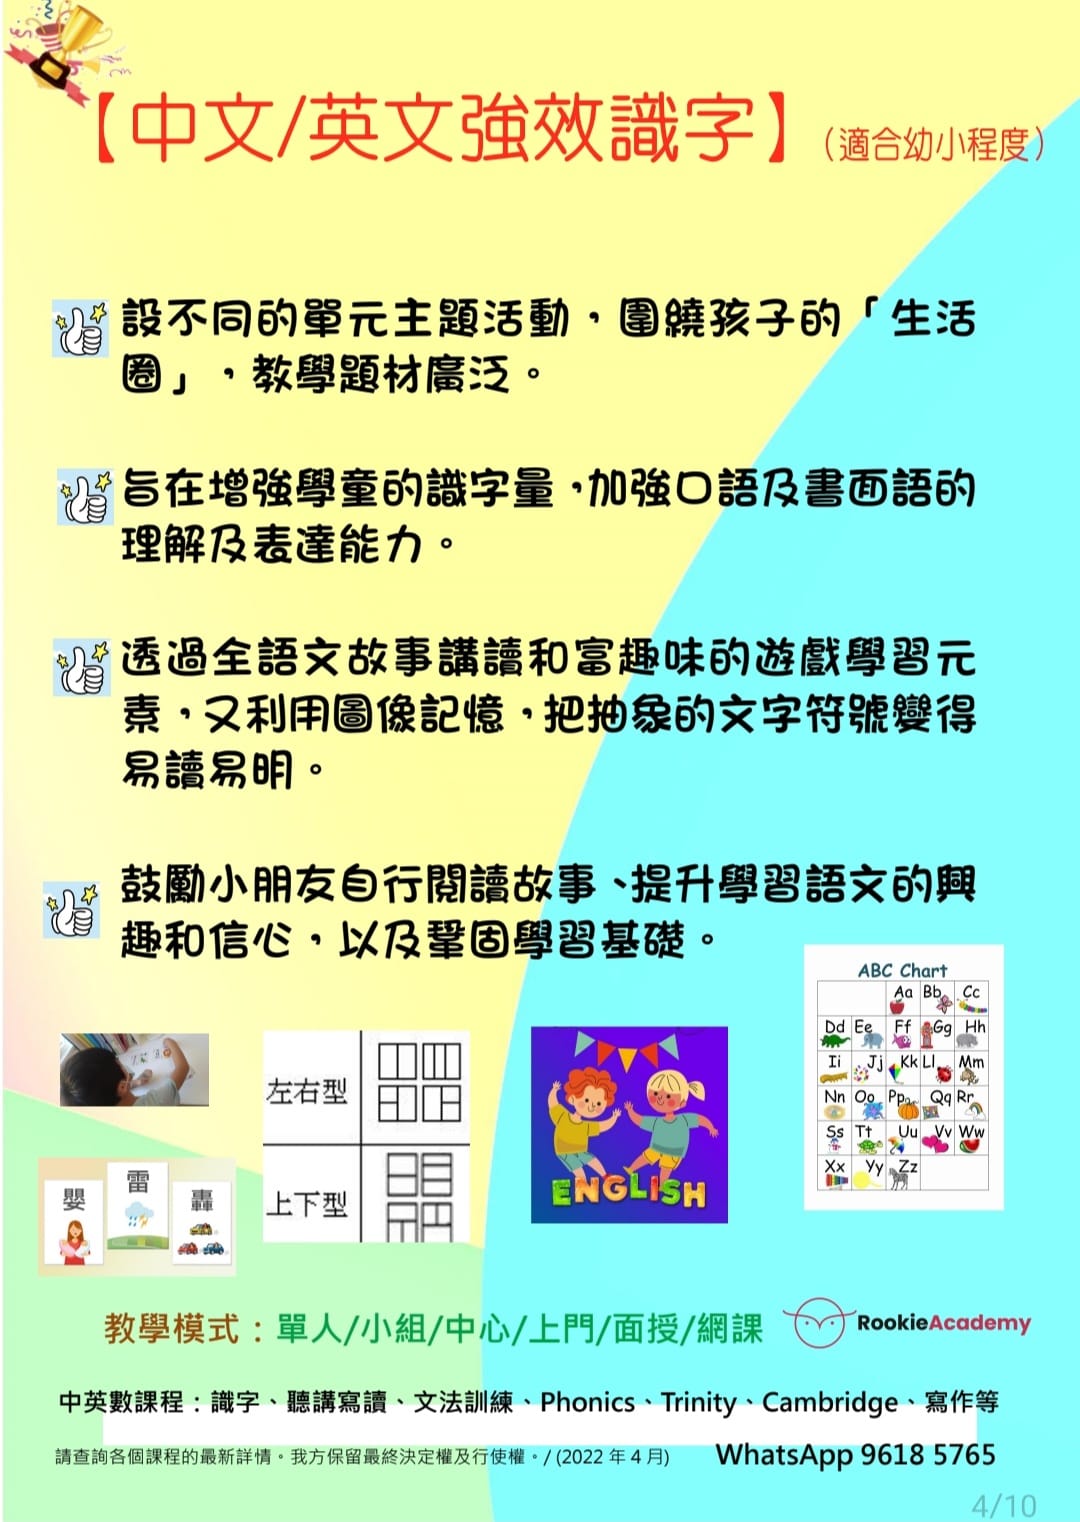 【中文/英文強效識字】(適合幼小程度)
設不同的單元主題活動，圍繞孩子的「生活
圈」，教學題材廣泛。
旨在增強學童的識字量，加強口語及書面語的
理解及表達能力。
透過全語文故事講讀和富趣味的遊戲學習元
素，又利用圖像記憶，把抽象的文字符號變得
易讀易明。
鼓勵小朋友自行閱讀故事、提升學習語文的興
趣和信心，以及鞏固學習基礎。
左右型
上下型
嬰
雷
轟
ENGLISH
ABC Chart
Aa Bb Cc
Dd Ee Ff Gg Hh
Ii Jj Kk Ll Mm
Nn Oo Pp Qq Rr
Ss Tt Uu Vv Ww
Xx Yy Zz
教學模式：單人/小組/中心/上門/面授/網課
RookieAcademy
中英數課程：識字、聽講寫讀、文法訓練、Phonics、Trinity、Cambridge、寫作等
請查詢各個課程的最新詳情。我方保留最終決定權及行使權。/ (2022 年 4 月)
WhatsApp 9618 5765
4/10